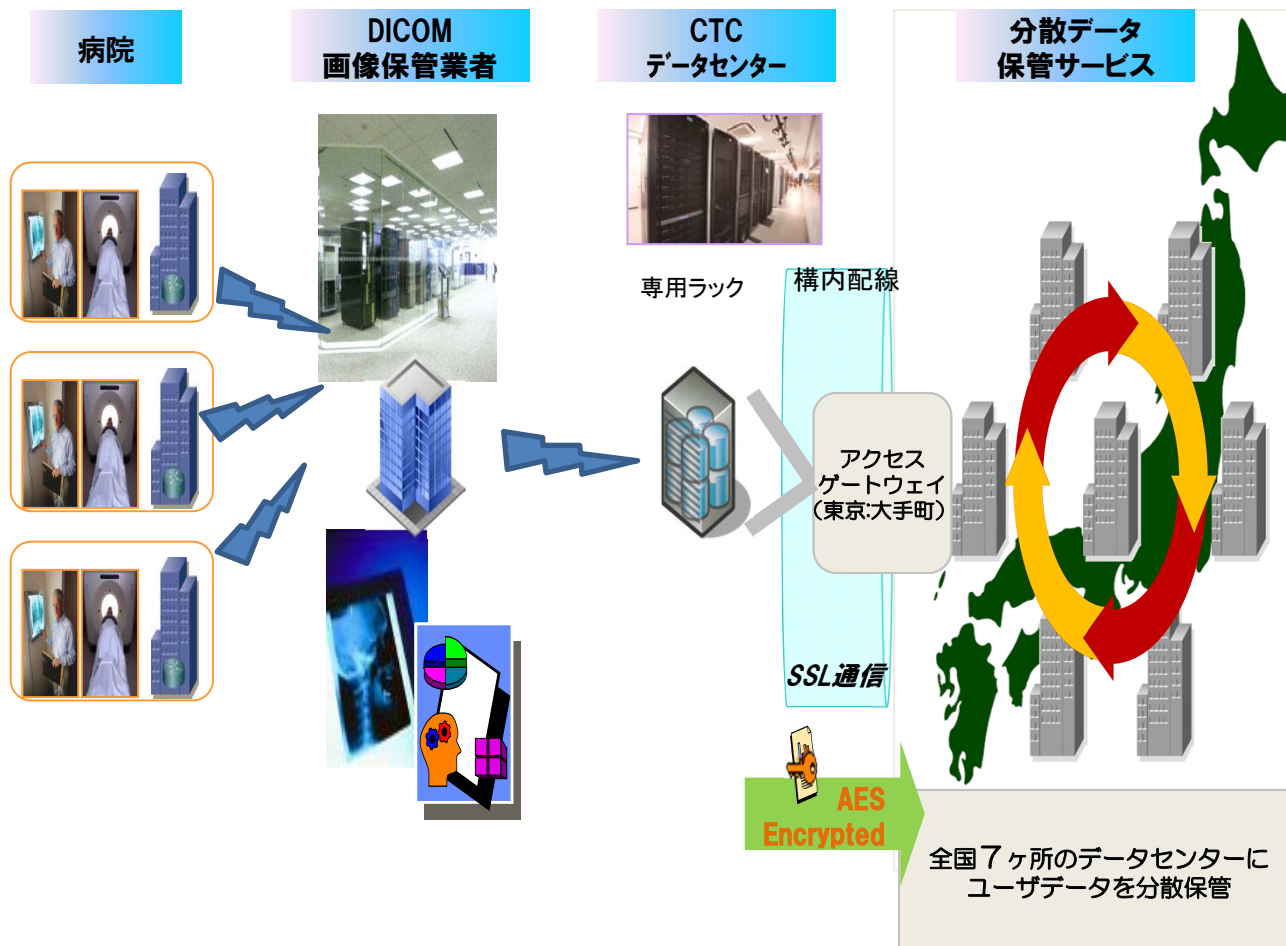 病院
DICOM
画像保管業者
CTC
データセンター
分散データ
保管サービス
専用ラック
構内配線
アクセス
ゲートウェイ
（東京:大手町）
SSL通信
AES
Encrypted
全国７ヶ所のデータセンターに
ユーザデータを分散保管